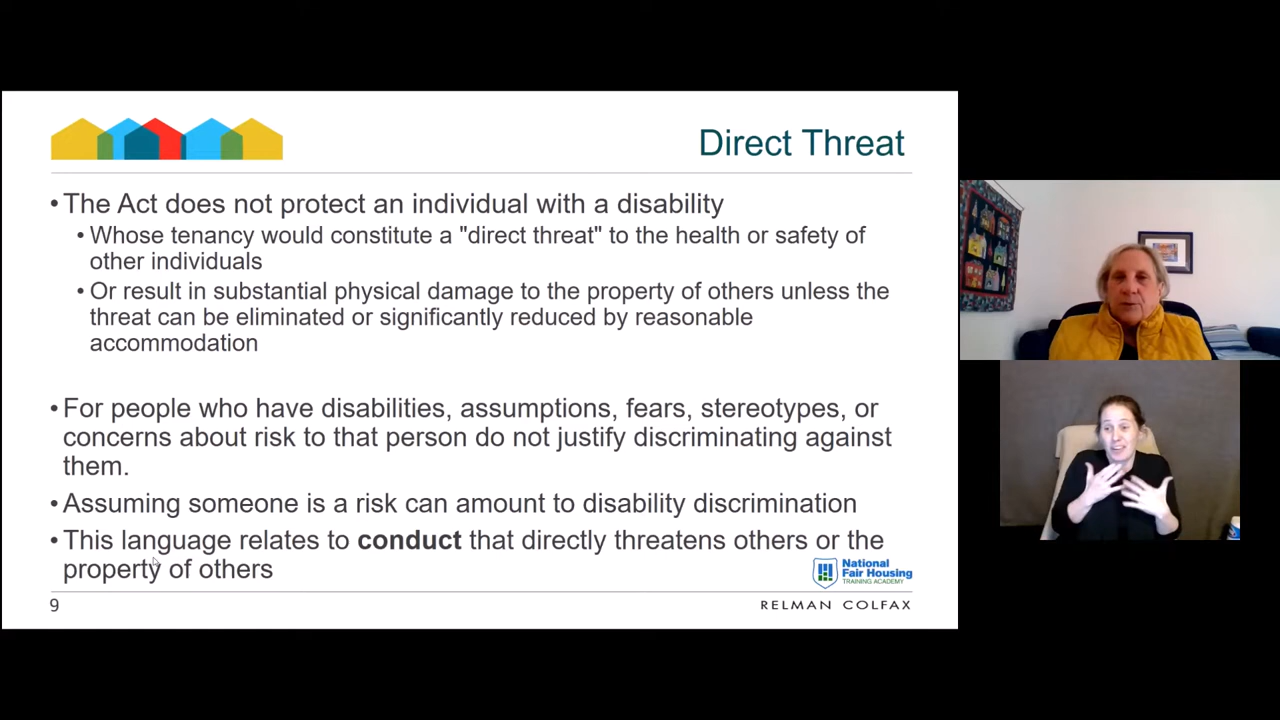 Direct Threat
• The Act does not protect an individual with a disability
• Whose tenancy would constitute a "direct threat" to the health or safety of
other individuals
• Or result in substantial physical damage to the property of others unless the
threat can be eliminated or significantly reduced by reasonable
accommodation
• For people who have disabilities, assumptions, fears, stereotypes, or
concerns about risk to that person do not justify discriminating against
them.
• Assuming someone is a risk can amount to disability discrimination
• This language relates to conduct that directly threatens others or the
property of others
National
Fair Housing
TRAINING ACADEMY
9
RELMAN COLFAX